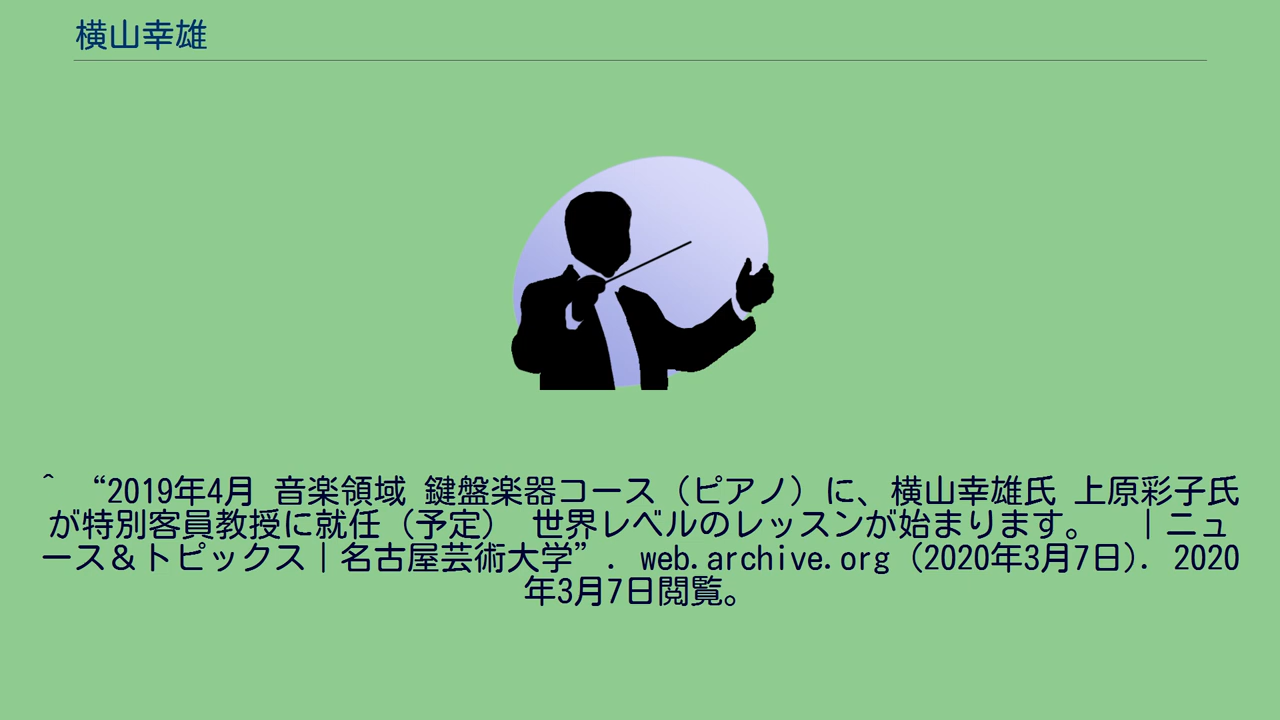 横山幸雄
^ “2019年4月 音楽領域 鍵盤楽器コース（ピアノ）に、横山幸雄氏 上原彩子氏
が特別客員教授に就任（予定） 世界レベルのレッスンが始まります。 ｜ニュ
ース＆トピックス｜名古屋芸術大学”. web.archive.org (2020年3月7日). 2020
年3月7日閲覧。